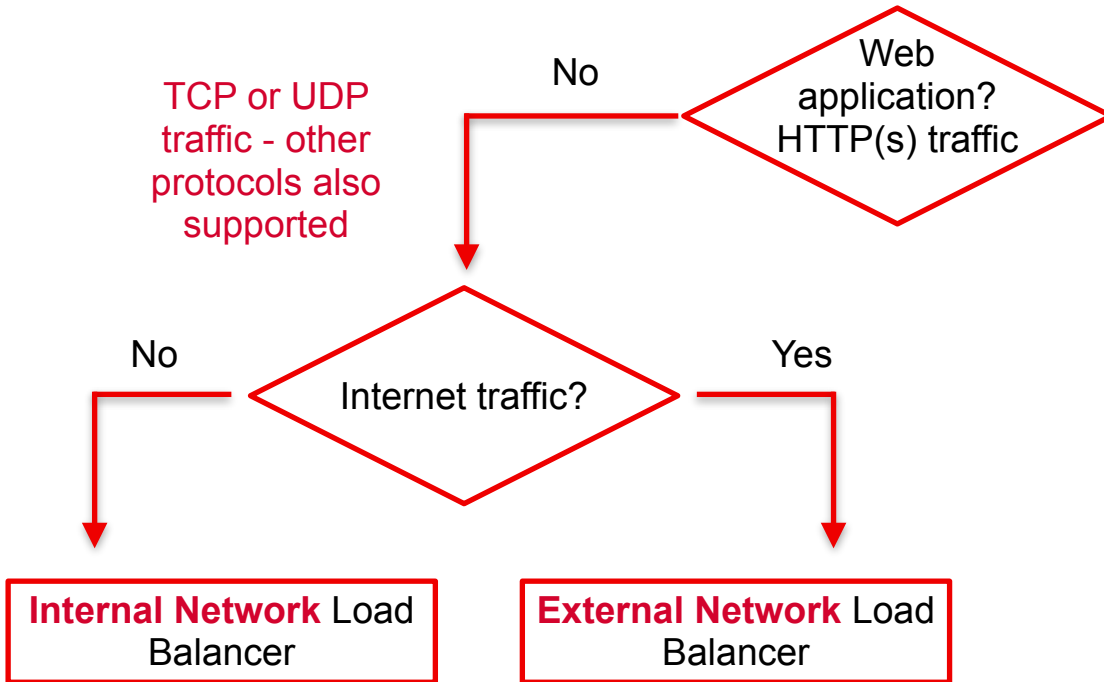 Web
application?
HTTP(s) traffic
No
TCP or UDP
traffic - other
protocols also
supported
No
Yes
Internet traffic?
Internal Network Load
Balancer
External Network Load
Balancer